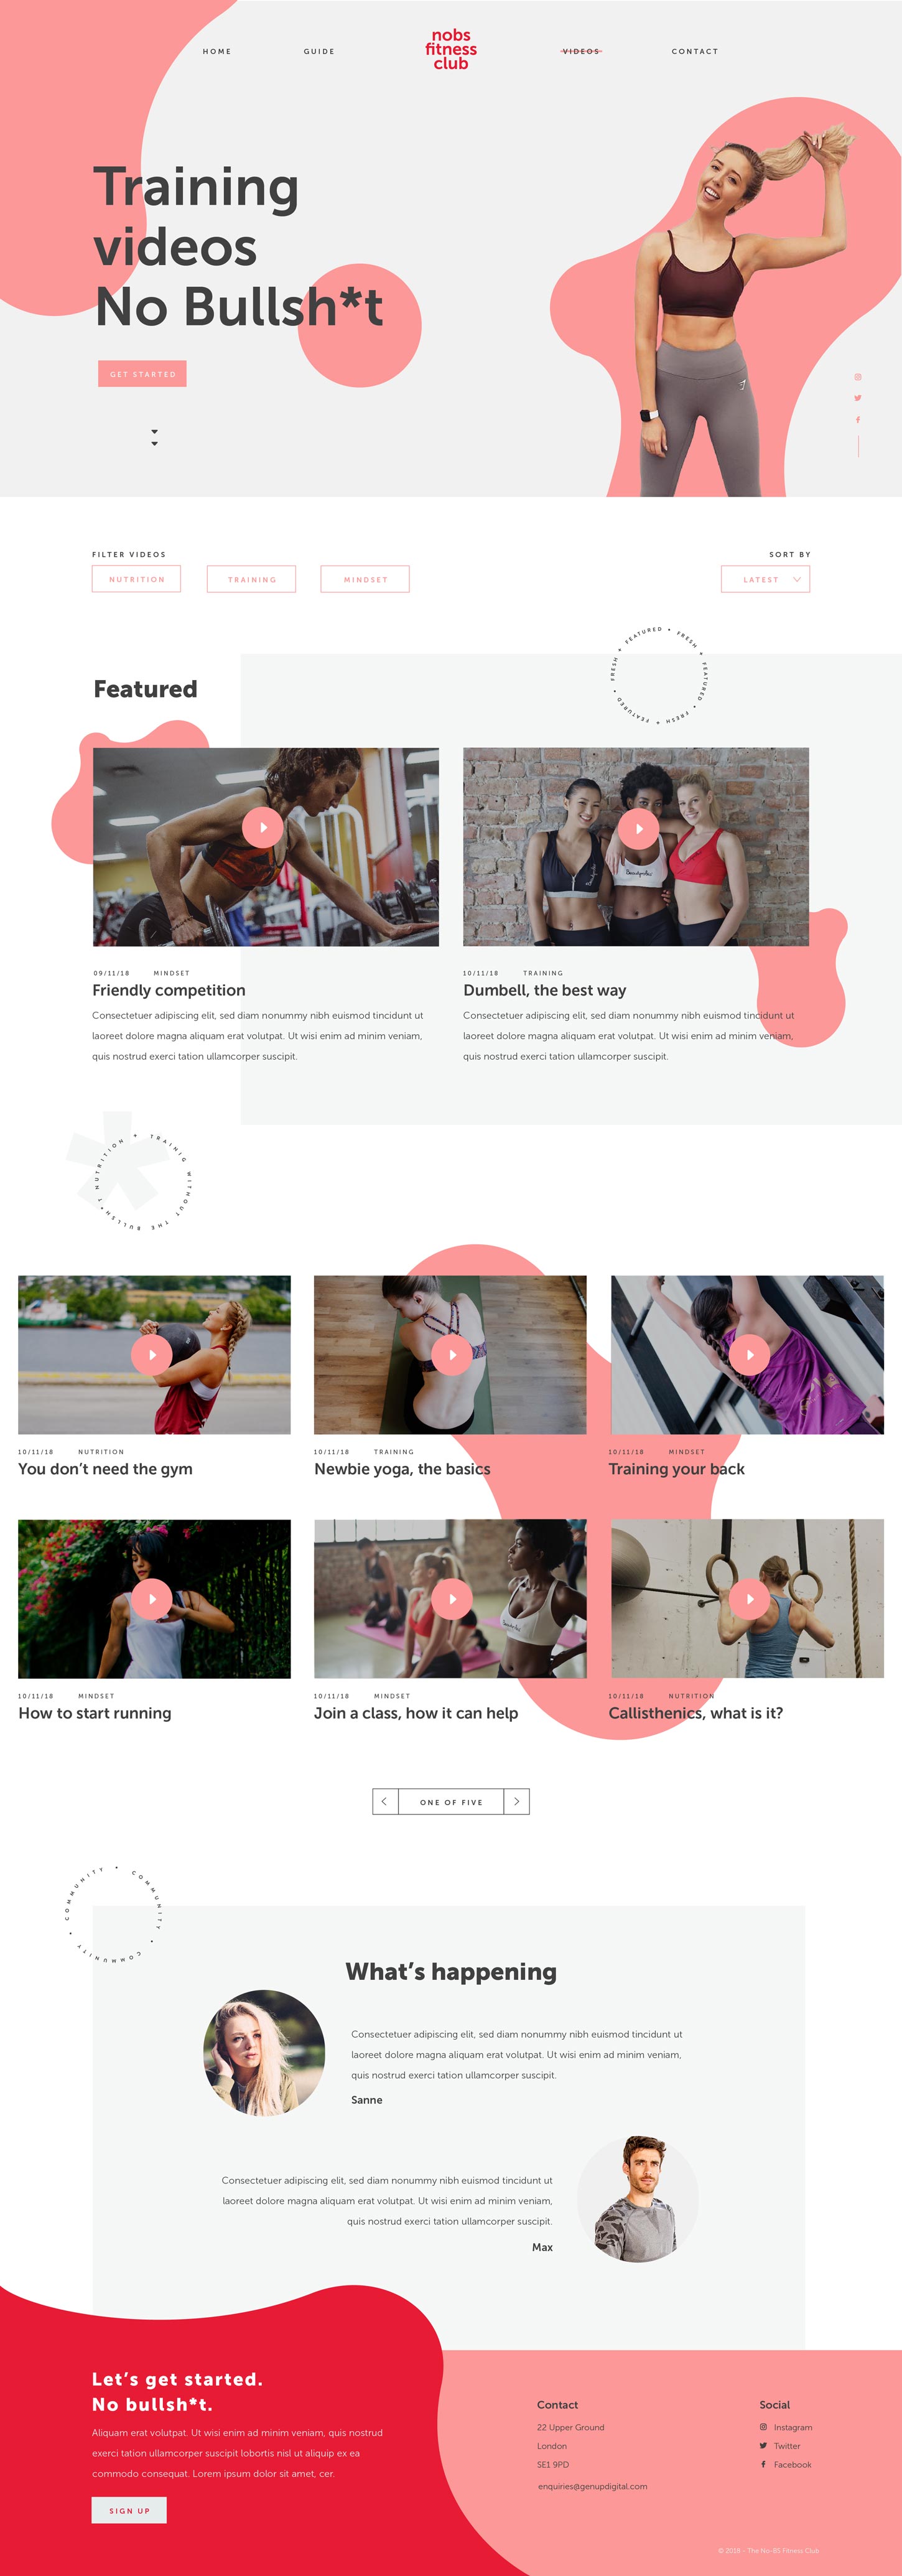 HOME
GUIDE
nobs
fitness
club
VIDEOS
CONTACT
Training
videos
No Bullsh*t
GET STARTED
FILTER VIDEOS
NUTRITION
TRAINING
MINDSET
SORT BY
LATEST
FRESH + FEATURED • FRESH + FEATURED • FRESH + FEATURED •
Featured
09/11/18 MINDSET
Friendly competition
Consectetuer adipiscing elit, sed diam nonummy nibh euismod tincidunt ut
laoreet dolore magna aliquam erat volutpat. Ut wisi enim ad minim veniam,
quis nostrud exerci tation ullamcorper suscipit.
10/11/18 TRAINING
Dumbell, the best way
Consectetuer adipiscing elit, sed diam nonummy nibh euismod tincidunt ut
laoreet dolore magna aliquam erat volutpat. Ut wisi enim ad minim veniam,
quis nostrud exerci tation ullamcorper suscipit.
NUTRITION + TRAINIG WITHOUT THE BULLSH*T
10/11/18 NUTRITION
You don’t need the gym
10/11/18 TRAINING
Newbie yoga, the basics
10/11/18 MINDSET
Training your back
10/11/18 MINDSET
How to start running
10/11/18 MINDSET
Join a class, how it can help
10/11/18 NUTRITION
Callisthenics, what is it?
ONE OF FIVE
COMMUNITY • COMMUNITY • COMMUNITY •
What’s happening
Consectetuer adipiscing elit, sed diam nonummy nibh euismod tincidunt ut
laoreet dolore magna aliquam erat volutpat. Ut wisi enim ad minim veniam,
quis nostrud exerci tation ullamcorper suscipit.
Sanne
Consectetuer adipiscing elit, sed diam nonummy nibh euismod tincidunt ut
laoreet dolore magna aliquam erat volutpat. Ut wisi enim ad minim veniam,
quis nostrud exerci tation ullamcorper suscipit.
Max
Let’s get started.
No bullsh*t.
Aliquam erat volutpat. Ut wisi enim ad minim veniam, quis nostrud
exerci tation ullamcorper suscipit lobortis nisl ut aliquip ex ea
commodo consequat. Lorem ipsum dolor sit amet, cer.
SIGN UP
Contact
22 Upper Ground
London
SE1 9PD
enquiries@genupdigital.com
Social
Instagram
Twitter
Facebook
© 2018 - The No-BS Fitness Club